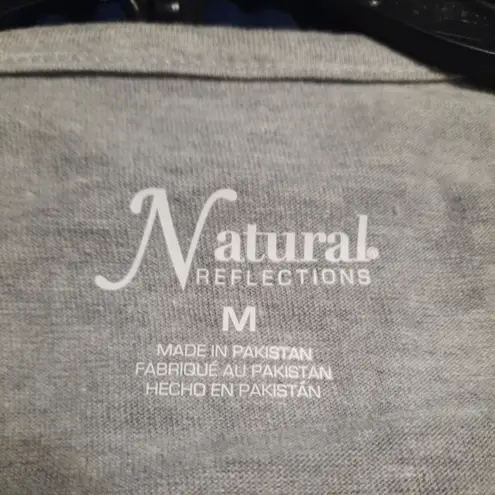 Natural
REFLECTIONS
M
MADE IN PAKISTAN
FABRIQUÉ AU PAKISTAN
HECHO EN PAKISTÁN